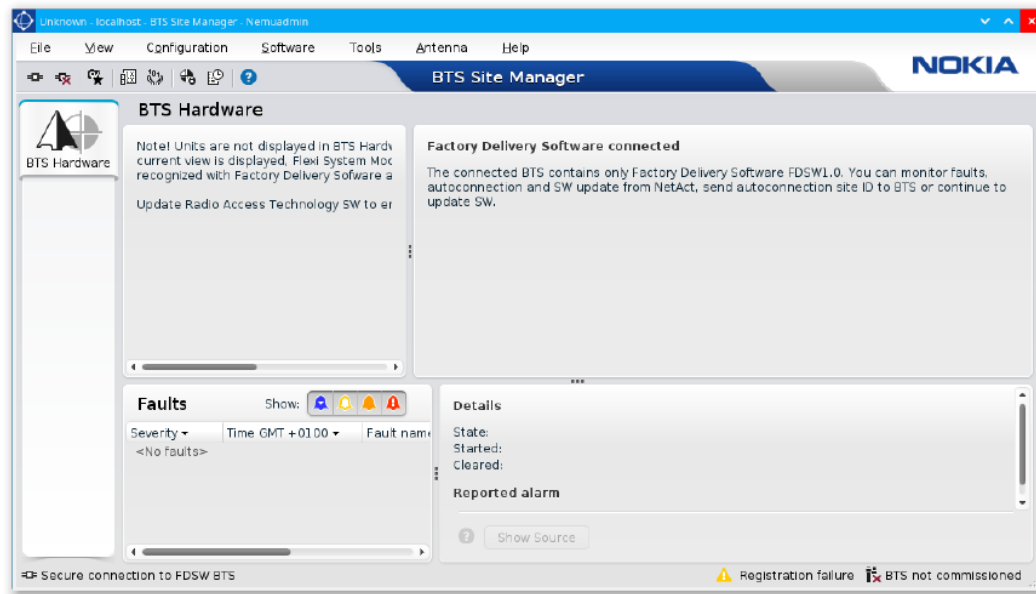 Unknown - localhost - BTS Site Manager - Nemuadmin
File View Configuration Software Tools Antenna Help
BTS Site Manager
NOKIA
BTS Hardware
BTS Hardware
Note! Units are not displayed in BTS Hardw
current view is displayed, Flexi System Moc
recognized with Factory Delivery Sofware a
Update Radio Access Technology SW to er
Factory Delivery Software connected
The connected BTS contains only Factory Delivery Software FDSW1.0. You can monitor faults,
autoconnection and SW update from NetAct, send autoconnection site ID to BTS or continue to
update SW.
Faults Show:
Severity Time GMT +0100 Fault name
<No faults>
Details
State:
Started:
Cleared:
Reported alarm
Show Source
Secure connection to FDSW BTS
Registration failure BTS not commissioned